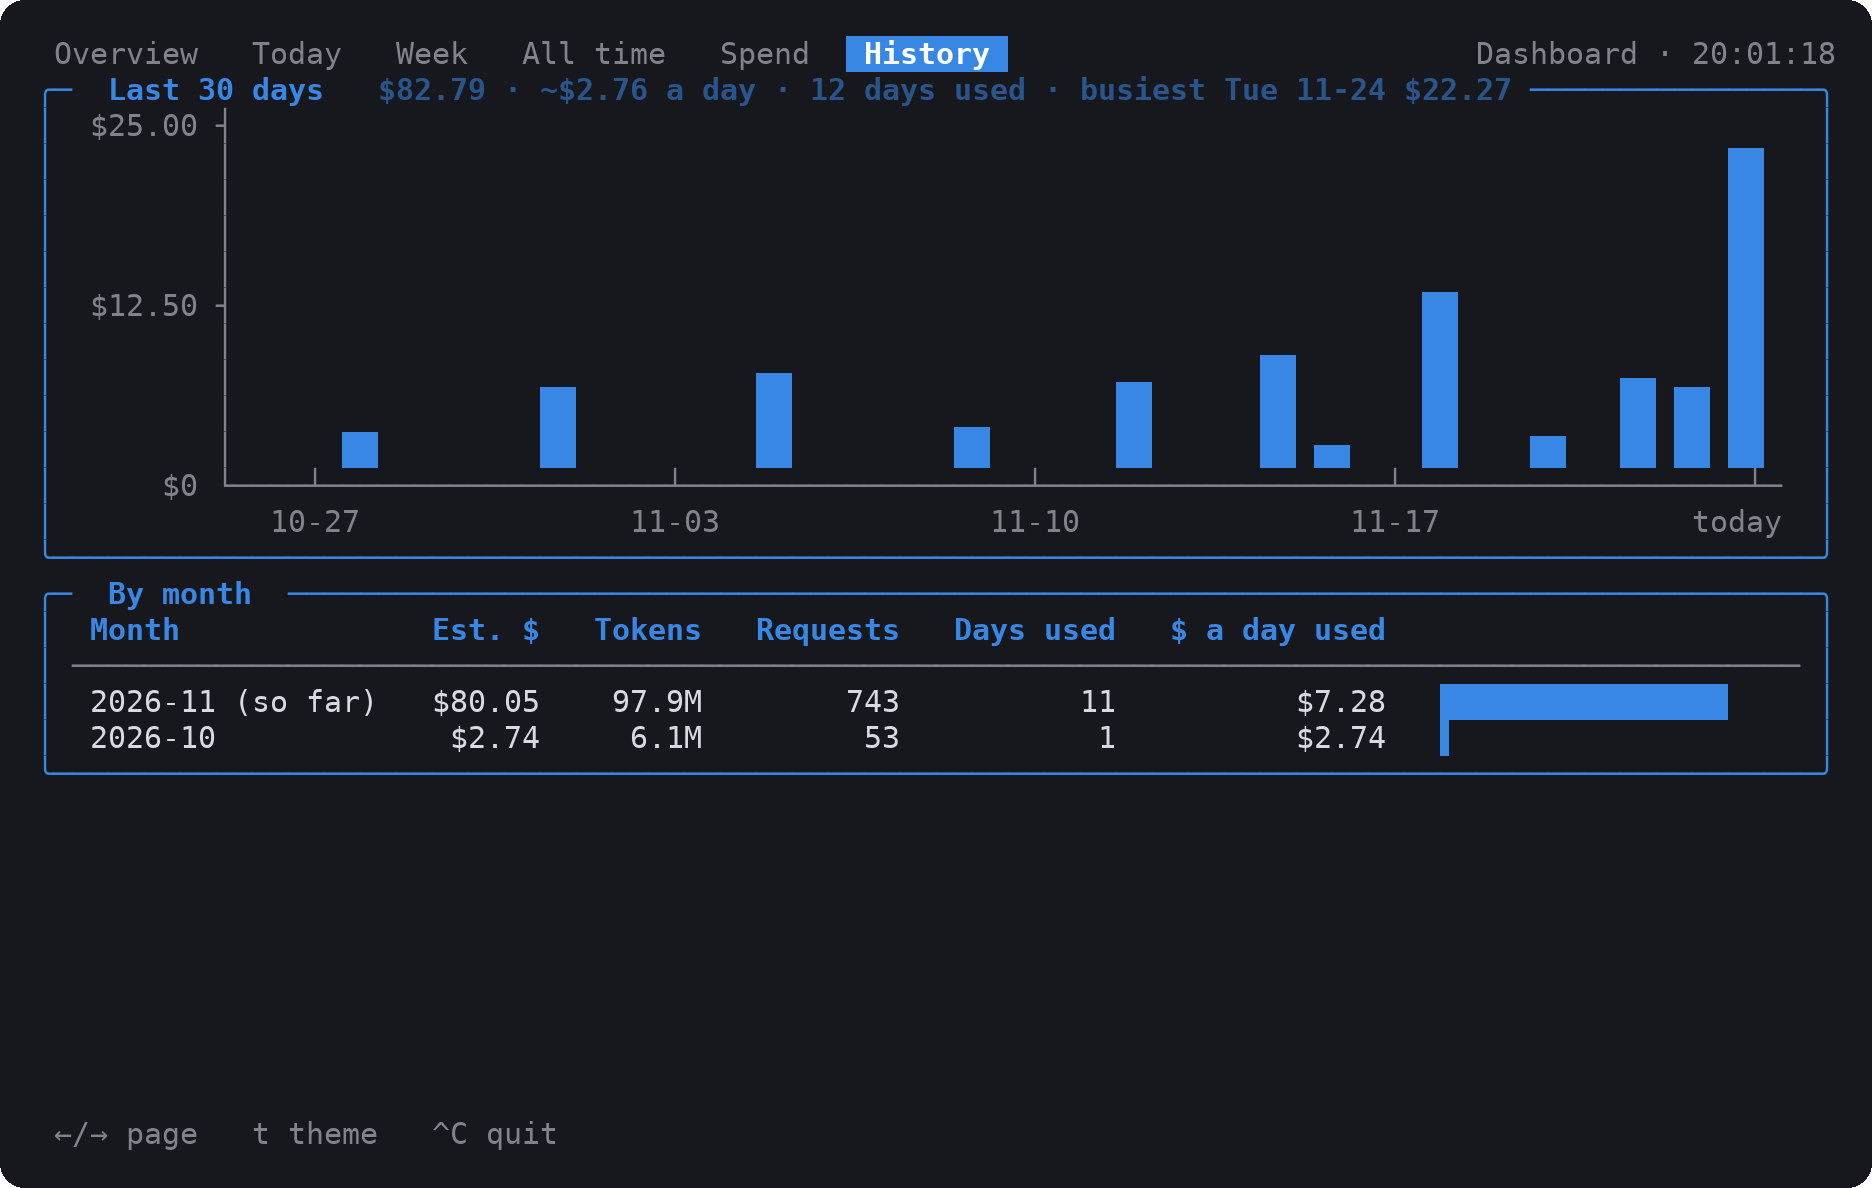 Overview Today Week All time Spend History Dashboard · 20:01:18
Last 30 days $82.79 · ~$2.76 a day · 12 days used · busiest Tue 11-24 $22.27
$25.00
$12.50
$0
10-27 11-03 11-10 11-17 today
By month
Month Est. $ Tokens Requests Days used $ a day used
2026-11 (so far) $80.05 97.9M 743 11 $7.28
2026-10 $2.74 6.1M 53 1 $2.74
←/→ page t theme ^C quit